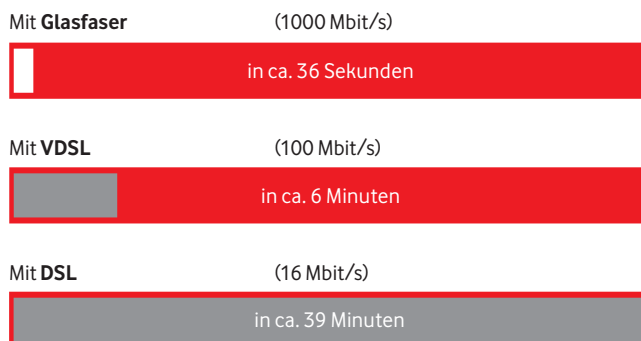 Mit Glasfaser (1000 Mbit/s)
in ca. 36 Sekunden
Mit VDSL (100 Mbit/s)
in ca. 6 Minuten
Mit DSL (16 Mbit/s)
in ca. 39 Minuten